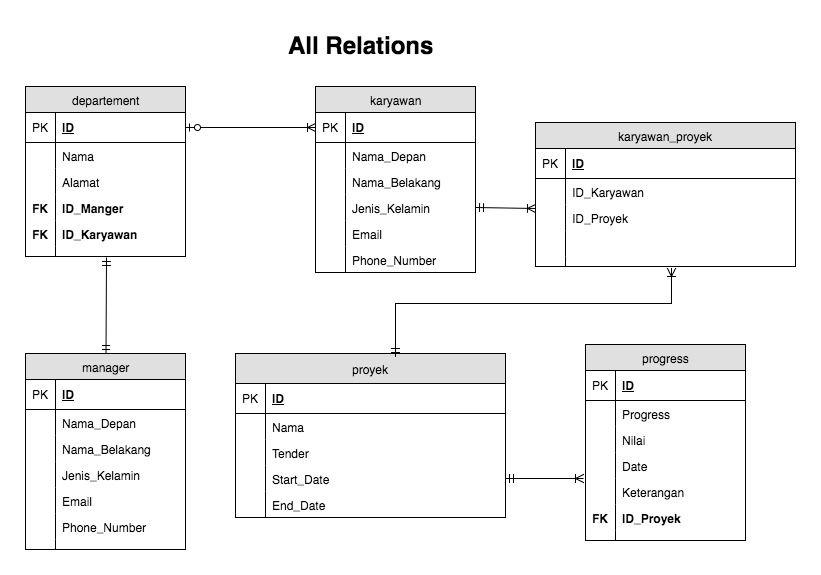 All Relations
departement
PK ID
Nama
Alamat
FK ID_Manger
FK ID_Karyawan
karyawan
PK ID
Nama_Depan
Nama_Belakang
Jenis_Kelamin
Email
Phone_Number
karyawan_proyek
PK ID
ID_Karyawan
ID_Proyek
manager
PK ID
Nama_Depan
Nama_Belakang
Jenis_Kelamin
Email
Phone_Number
proyek
PK ID
Nama
Tender
Start_Date
End_Date
progress
PK ID
Progress
Nilai
Date
Keterangan
FK ID_Proyek